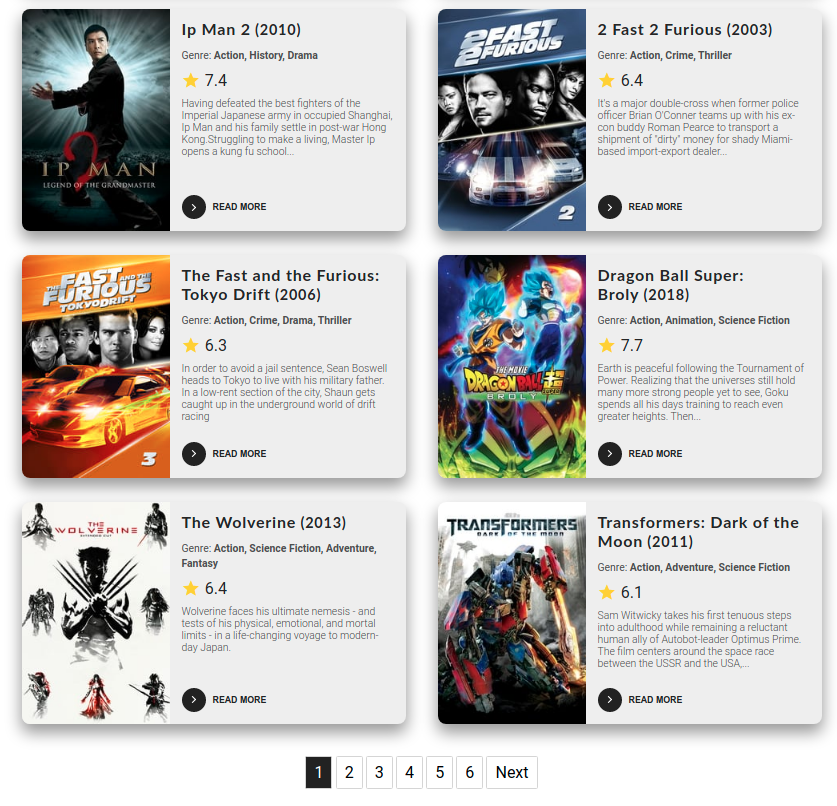 Ip Man 2 (2010)
Genre: Action, History, Drama
7.4
Having defeated the best fighters of the
Imperial Japanese army in occupied Shanghai,
Ip Man and his family settle in post-war Hong
Kong.Struggling to make a living, Master Ip
opens a kung fu school...
READ MORE
2
IP MAN
LEGEND OF THE GRANDMASTER
2 Fast 2 Furious (2003)
Genre: Action, Crime, Thriller
6.4
It's a major double-cross when former police
officer Brian O'Conner teams up with his ex-
con buddy Roman Pearce to transport a
shipment of "dirty" money for shady Miami-
based import-export dealer...
READ MORE
2FAST
2FURIOUS
2
The Fast and the Furious:
Tokyo Drift (2006)
Genre: Action, Crime, Drama, Thriller
6.3
In order to avoid a jail sentence, Sean Boswell
heads to Tokyo to live with his military father.
In a low-rent section of the city, Shaun gets
caught up in the underground world of drift
racing
READ MORE
THE FAST AND THE
FURIOUS
TOKYO DRIFT
3
Dragon Ball Super:
Broly (2018)
Genre: Action, Animation, Science Fiction
7.7
Earth is peaceful following the Tournament of
Power. Realizing that the universes still hold
many more strong people yet to see, Goku
spends all his days training to reach even
greater heights. Then...
READ MORE
THE MOVIE
DRAGONBALL 超
BROLY
The Wolverine (2013)
Genre: Action, Science Fiction, Adventure,
Fantasy
6.4
Wolverine faces his ultimate nemesis - and
tests of his physical, emotional, and mortal
limits - in a life-changing voyage to modern-
day Japan.
READ MORE
THE
WOLVERINE
EXTENDED CUT
Transformers: Dark of the
Moon (2011)
Genre: Action, Adventure, Science Fiction
6.1
Sam Witwicky takes his first tenuous steps
into adulthood while remaining a reluctant
human ally of Autobot-leader Optimus Prime.
The film centers around the space race
between the USSR and the USA,...
READ MORE
TRANSFORMERS
DARK OF THE MOON
1 2 3 4 5 6 Next